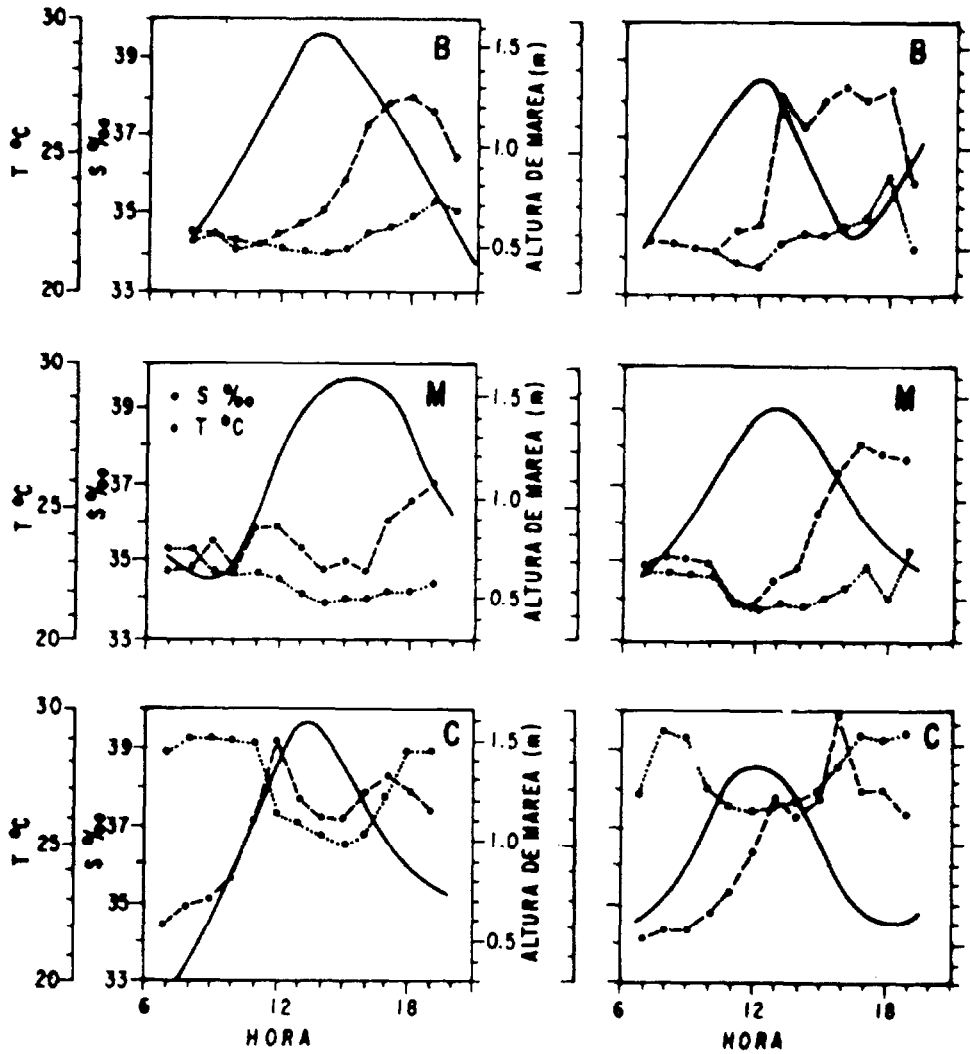 30
25
20
T °C
39
37
35
33
S ‰
B
1.5
1.0
0.5
ALTURA DE MAREA (m)
B
30
25
20
T °C
39
37
35
33
S ‰
S ‰
T °C
M
1.5
1.0
0.5
ALTURA DE MAREA (m)
M
30
25
20
T °C
39
37
35
33
S ‰
C
1.5
1.0
0.5
ALTURA DE MAREA (m)
C
6 12 18
HORA
6 12 18
HORA